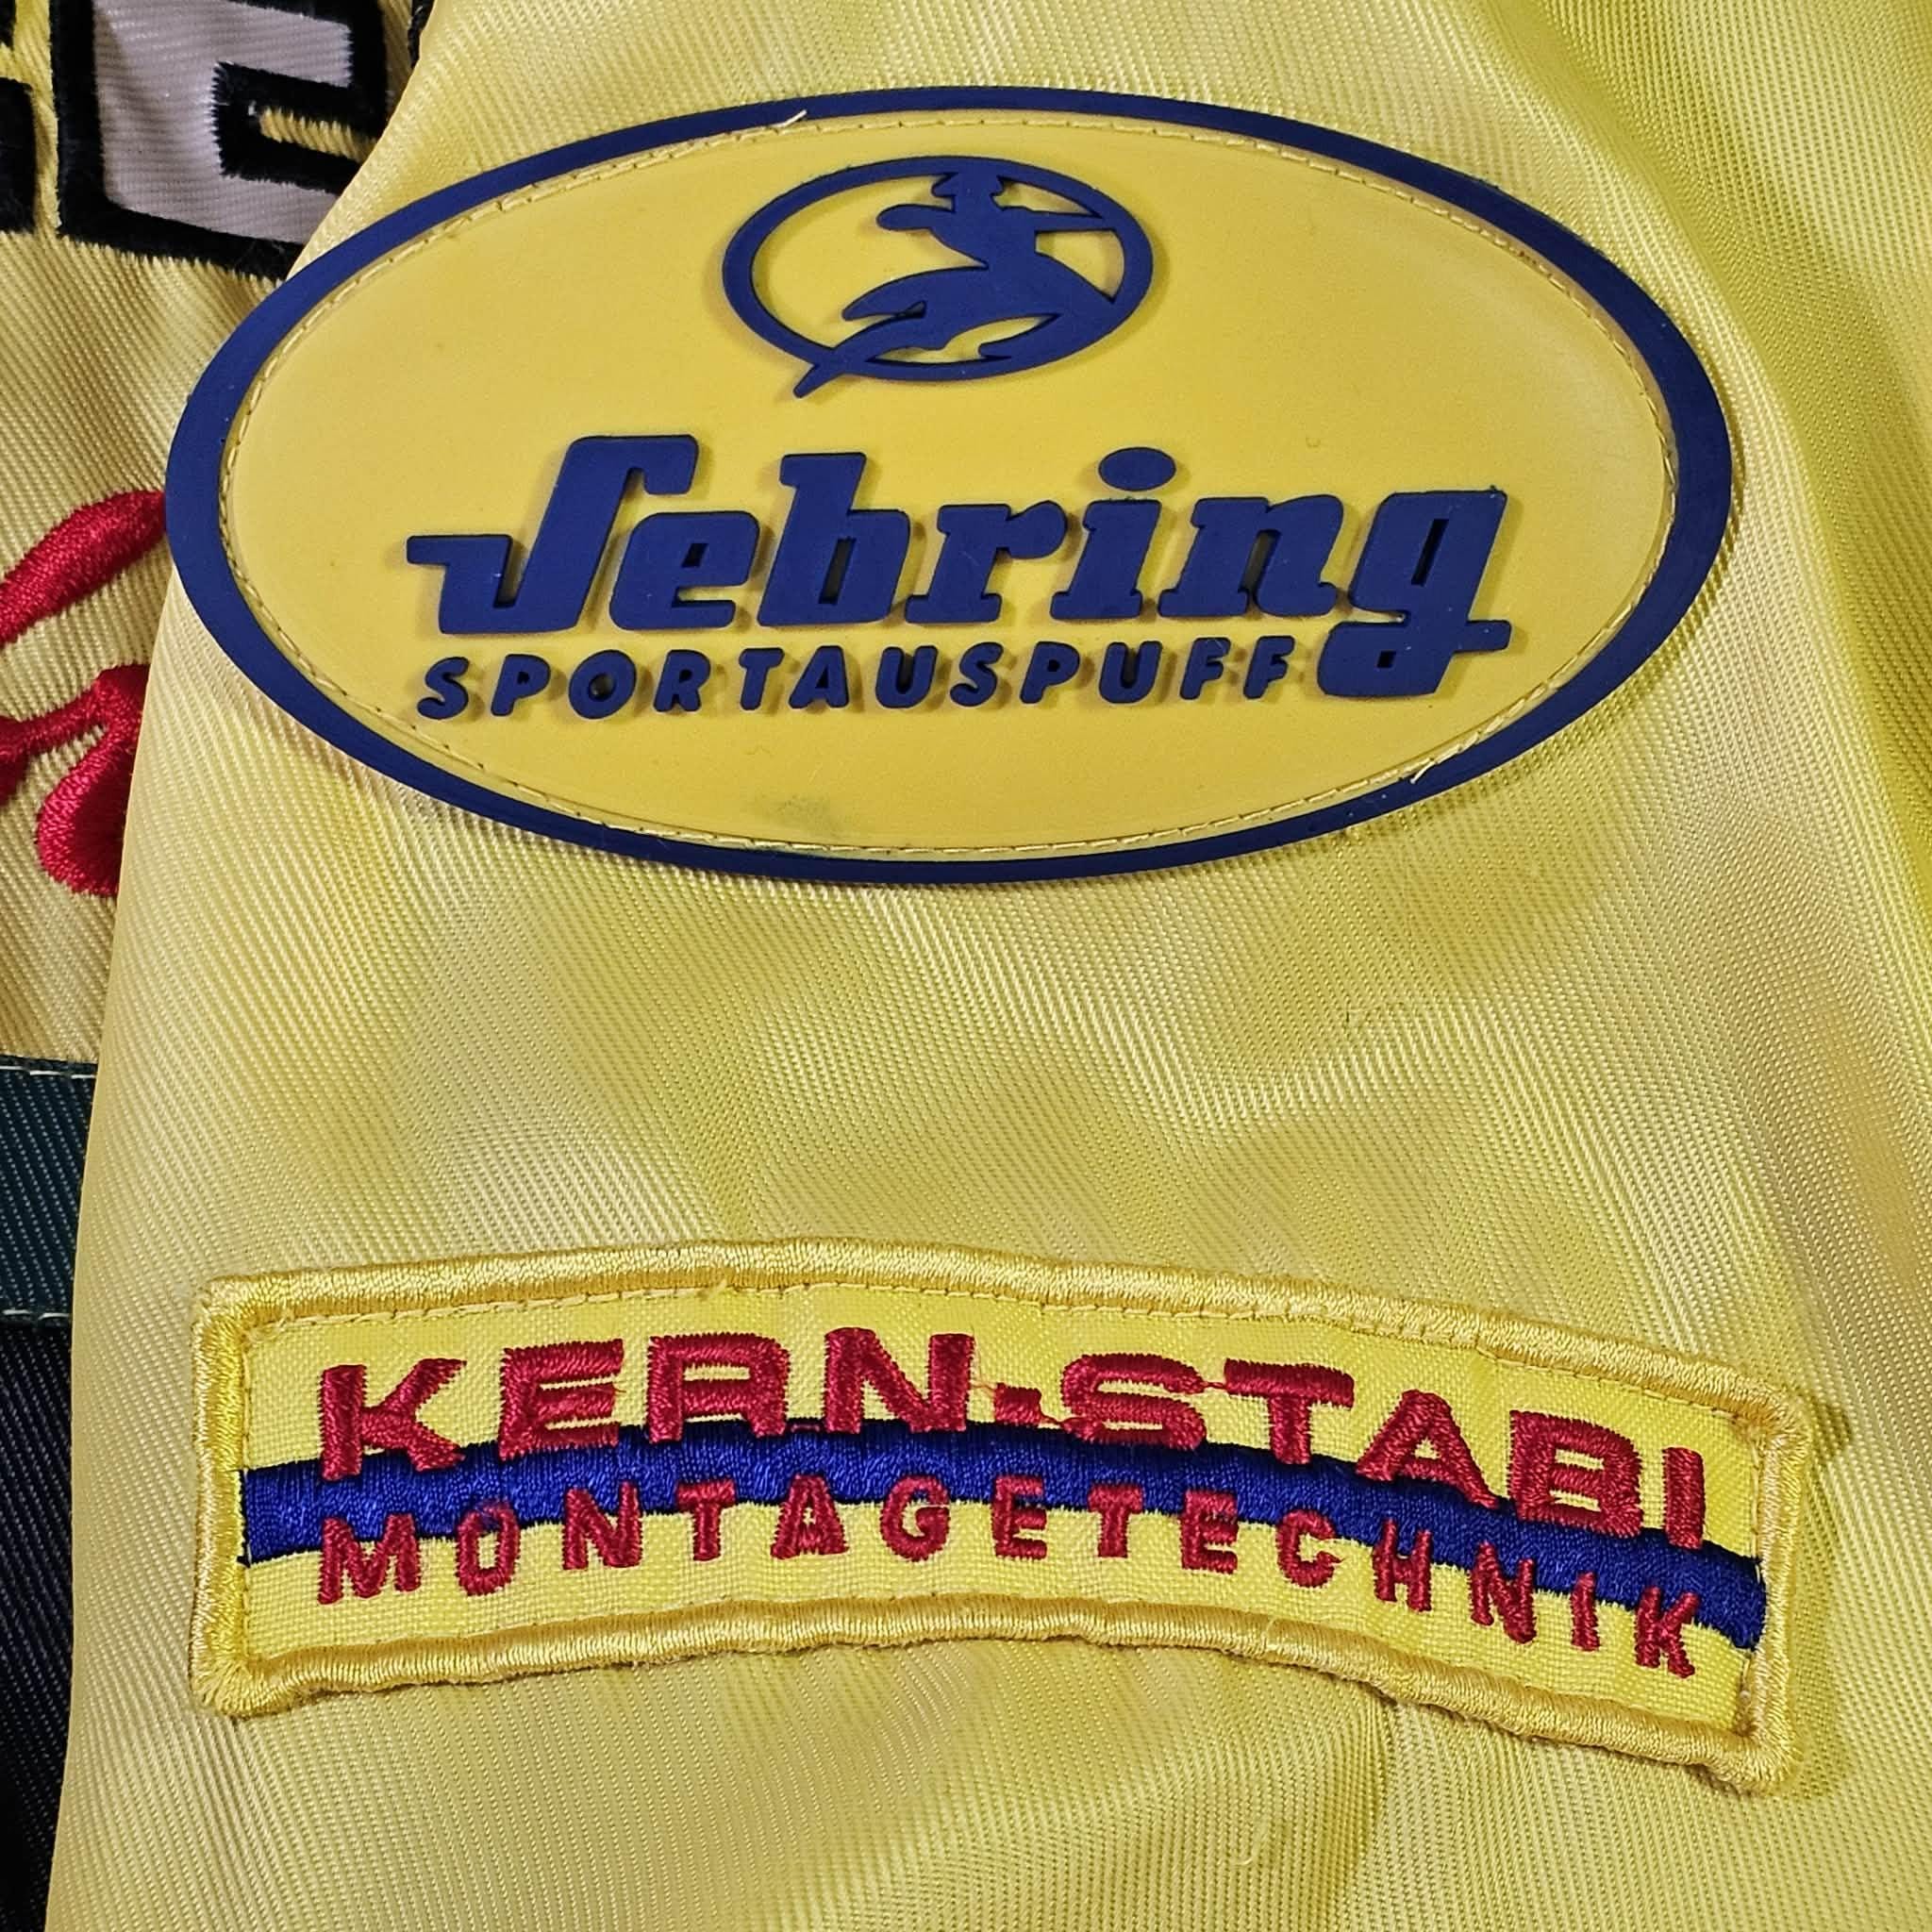 Sebring
SPORTAUSPUFF
KERN-STABI
MONTAGETECHNIK